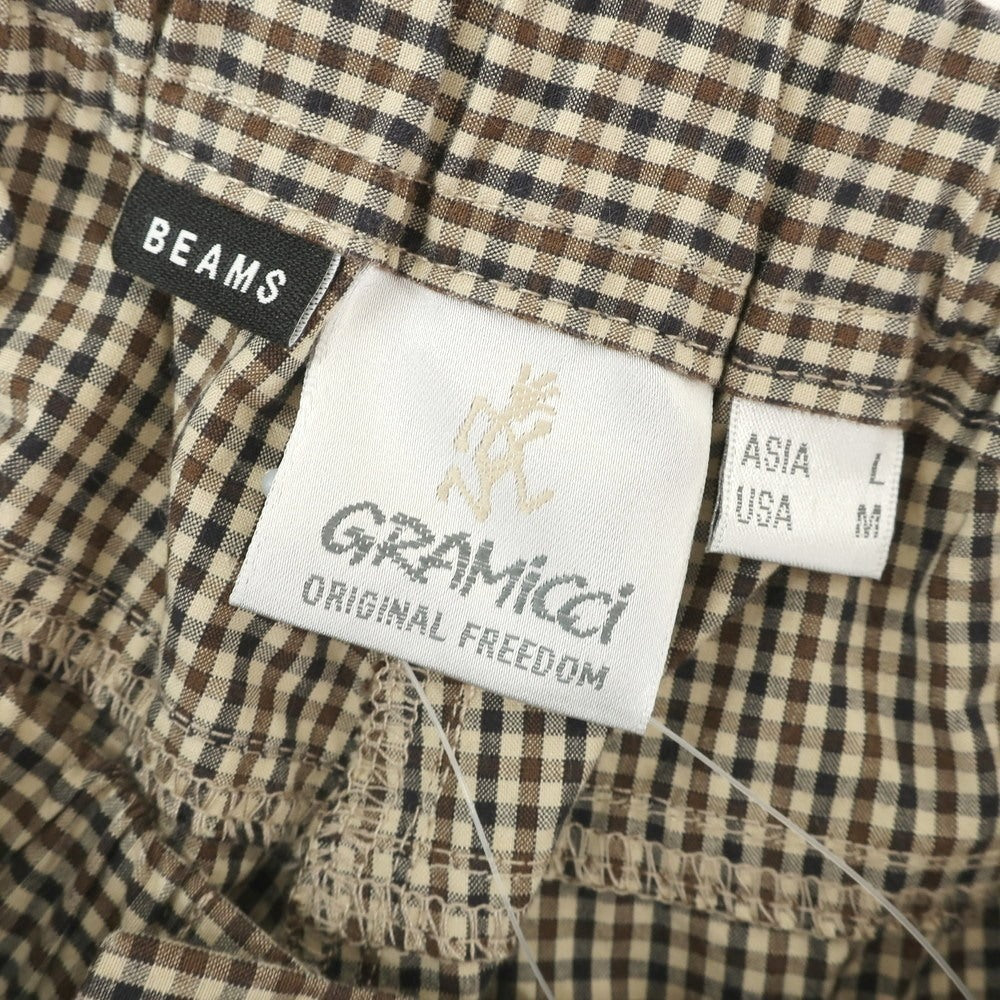 BEAMS
GRAMiCCi
ORIGINAL FREEDOM
ASIA L
USA M